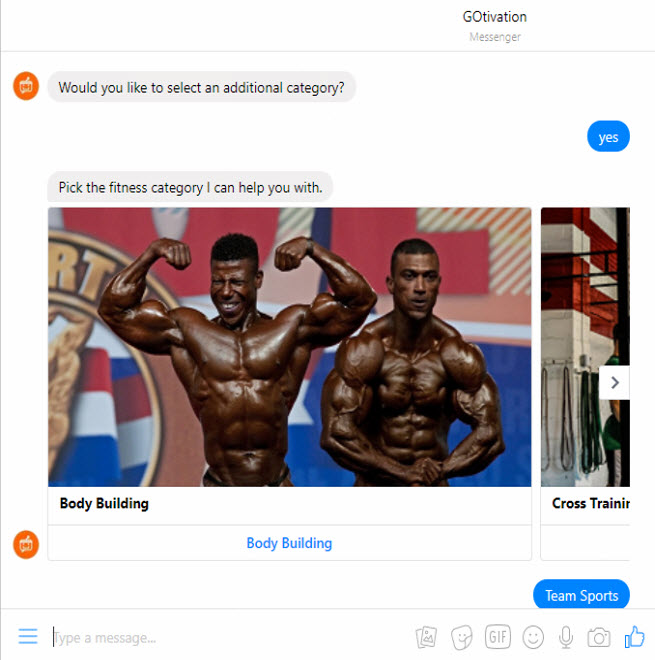 GOtivation
Messenger
Would you like to select an additional category?
yes
Pick the fitness category I can help you with.
RT
Body Building
Cross Trainin
Body Building
Team Sports
Type a message...
GIF